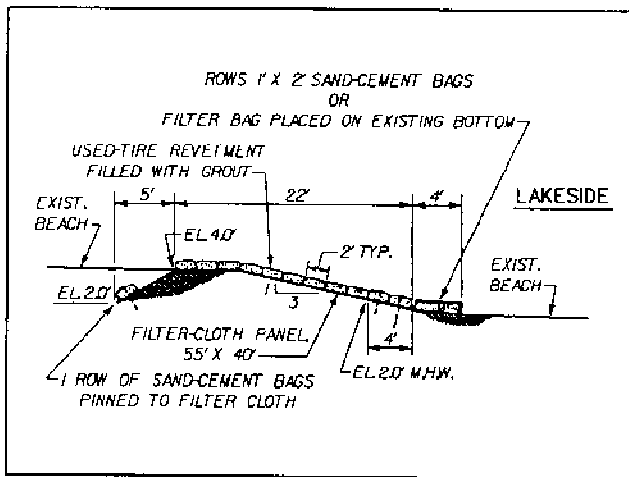 ROWS 1' X 2' SAND-CEMENT BAGS
OR
FILTER BAG PLACED ON EXISTING BOTTOM
USED-TIRE REVETMENT
FILLED WITH GROUT
5'
22'
4'
LAKESIDE
EXIST.
BEACH
EL. 4.0'
2' TYP.
EXIST.
BEACH
EL. 2.0'
1
3
FILTER-CLOTH PANEL
55' X 40'
4'
EL. 2.0' M.H.W.
1 ROW OF SAND-CEMENT BAGS
PINNED TO FILTER CLOTH